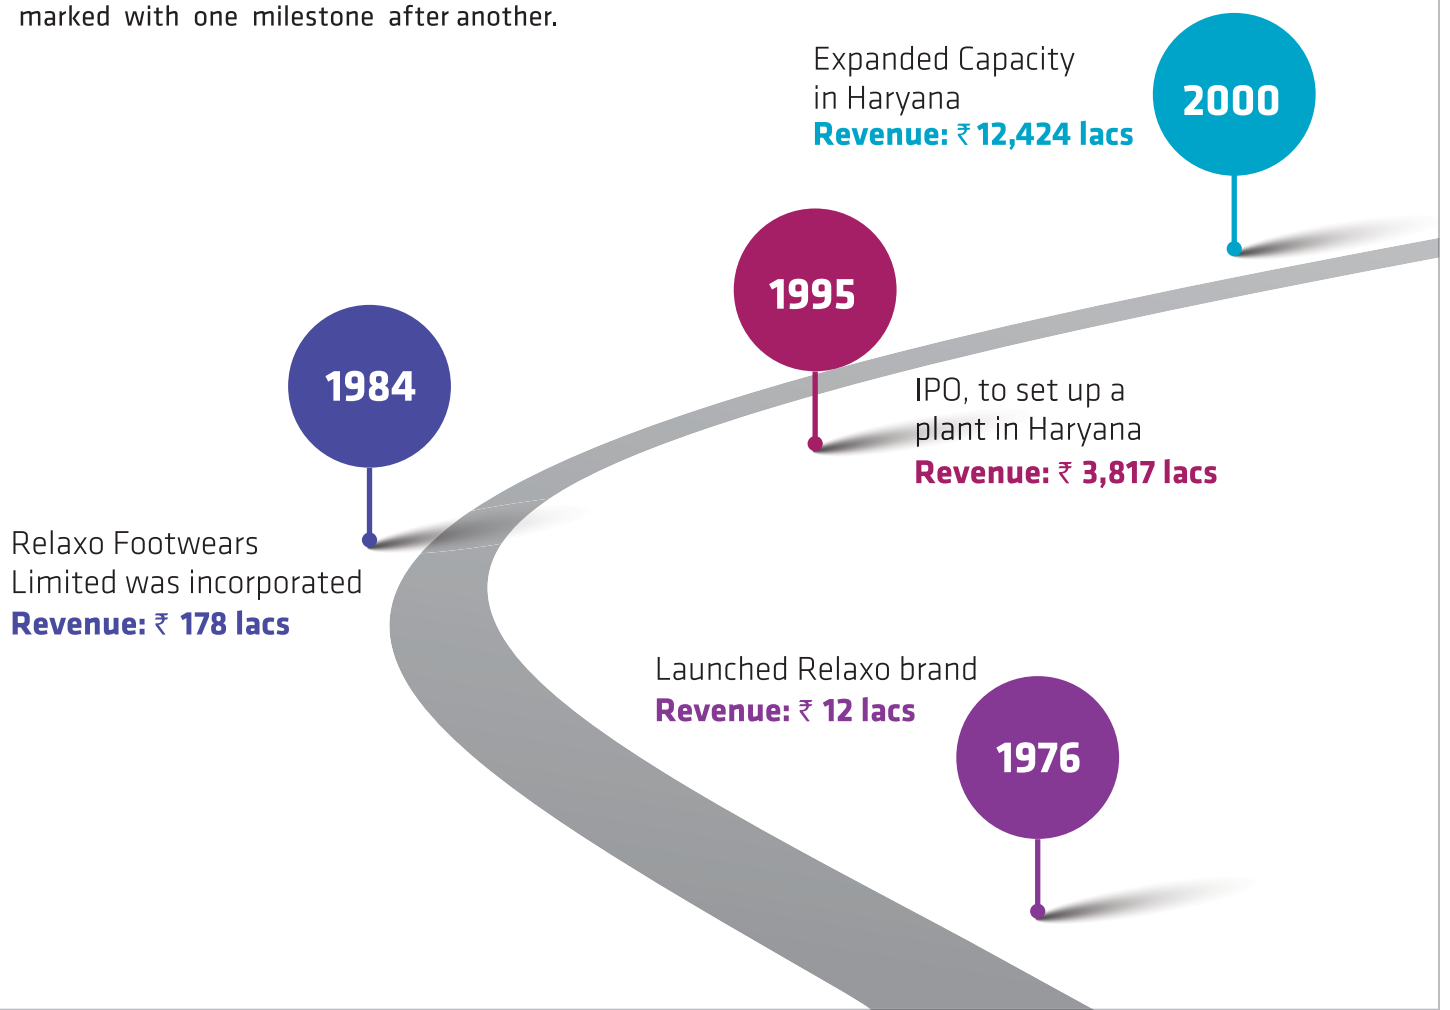 marked with one milestone after another.
Expanded Capacity
in Haryana
Revenue: ₹ 12,424 lacs
2000
1995
IPO, to set up a
plant in Haryana
Revenue: ₹ 3,817 lacs
1984
Relaxo Footwears
Limited was incorporated
Revenue: ₹ 178 lacs
Launched Relaxo brand
Revenue: ₹ 12 lacs
1976